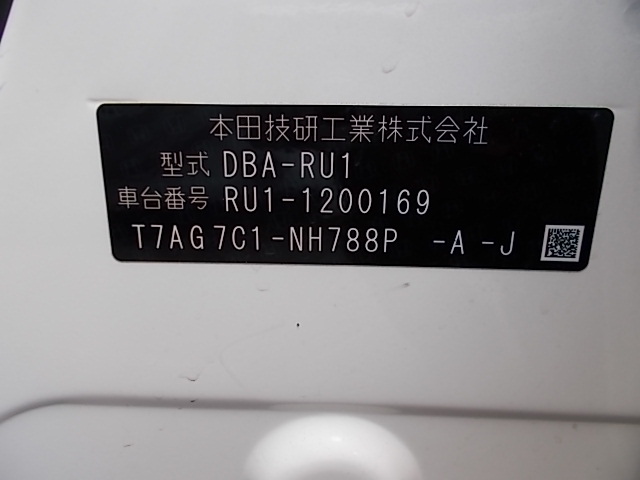 本田技研工業株式会社
型式 DBA-RU1
車台番号 RU1-1200169
T7AG7C1-NH788P -A-J